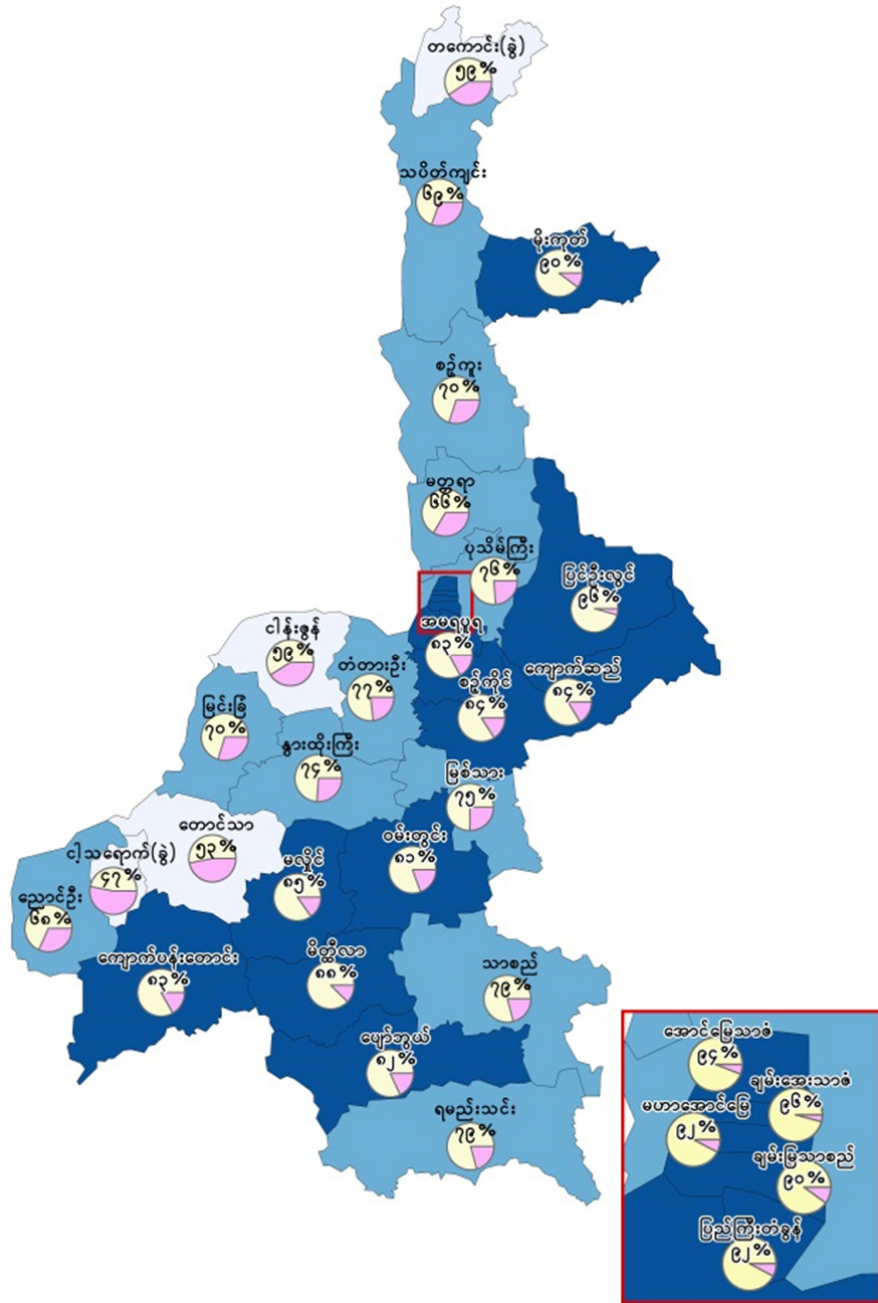 တကောင်း(ခွဲ)
၅၉%
သပိတ်ကျင်း
၆၉%
မိုးကုတ်
၉၀%
စဉ့်ကူး
၇၀%
မတ္တရာ
၆၆%
ပုသိမ်ကြီး
၇၆%
ပြင်ဦးလွင်
၉၆%
အမရပူရ
၈၃%
ငါန်းဇွန်
၅၉%
တံတားဦး
၇၇%
စဉ့်ကိုင်
၈၄%
ကျောက်ဆည်
၈၄%
မြင်းခြံ
၇၀%
နွားထိုးကြီး
၇၄%
မြစ်သား
၇၅%
တောင်သာ
၅၃%
ဝမ်းတွင်း
၈၁%
ငါ့သရောက်(ခွဲ)
၄၇%
မလှိုင်
၈၅%
ညောင်ဦး
၆၈%
ကျောက်ပန်းတောင်း
၈၃%
မိတ္ထီလာ
၈၈%
သာစည်
၇၉%
ပျော်ဘွယ်
၈၂%
ရမည်းသင်း
၇၉%
အောင်မြေသာဇံ
၉၄%
ချမ်းအေးသာဇံ
၉၆%
မဟာအောင်မြေ
၉၂%
ချမ်းမြသာစည်
၉၀%
ပြည်ကြီးတံခွန်
၉၂%